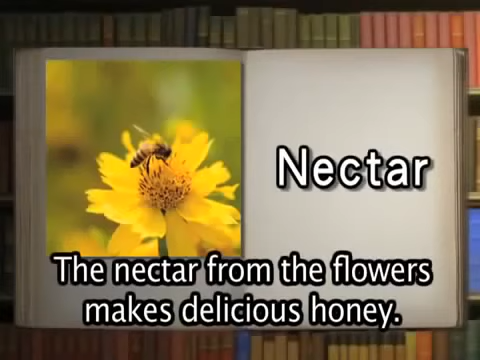 Nectar
The nectar from the flowers
makes delicious honey.